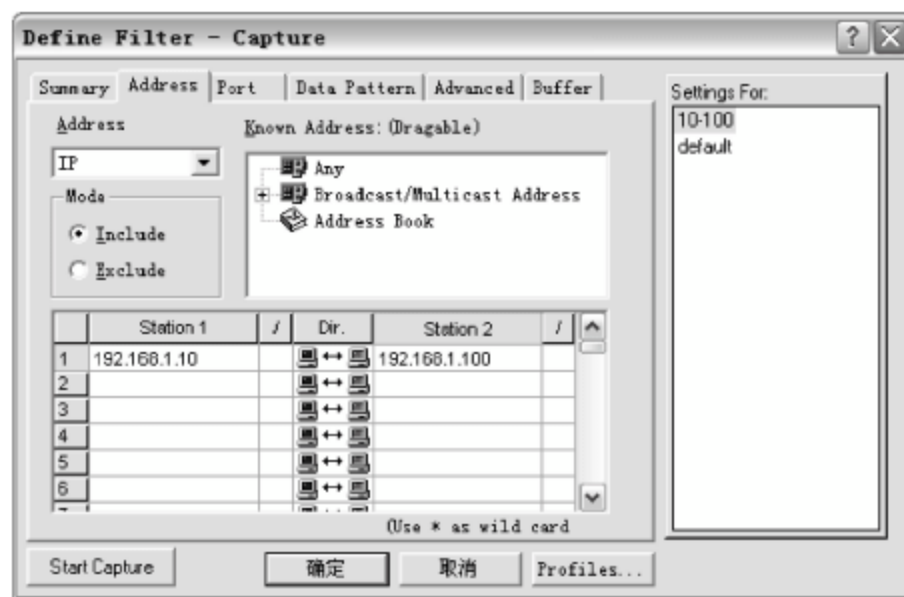 Define Filter - Capture
Summary Address Port Data Pattern Advanced Buffer
Settings For:
10-100
default
Address
IP
Mode
Include
Exclude
Known Address: (Dragable)
Any
Broadcast/Multicast Address
Address Book
Station 1 / Dir. Station 2 /
1 192.168.1.10 192.168.1.100
2
3
4
5
6
(Use * as wild card
Start Capture 确定 取消 Profiles...